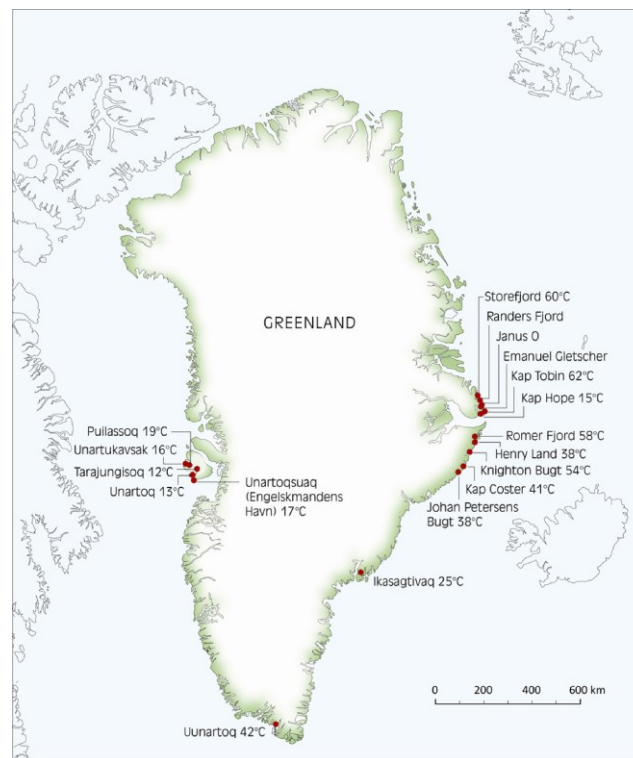 Storefjord 60°C
Randers Fjord
Janus O
GREENLAND
Emanuel Gletscher
Kap Tobin 62°C
Kap Hope 15°C
Puilassoq 19°C
Unartukavsak 16°C
Tarajungisoq 12°C
Unartoq 13°C
Unartoqsuaq
(Engelskmandens
Havn) 17°C
Romer Fjord 58°C
Henry Land 38°C
Knighton Bugt 54°C
Kap Coster 41°C
Johan Petersens
Bugt 38°C
Ikasagtivaq 25°C
0 200 400 600 km
Uunartoq 42°C